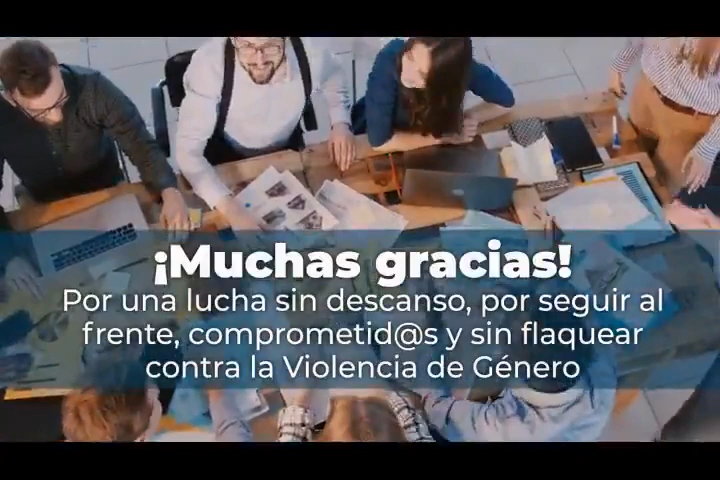 ¡Muchas gracias!
Por una lucha sin descanso, por seguir al
frente, comprometid@s y sin flaquear
contra la Violencia de Género